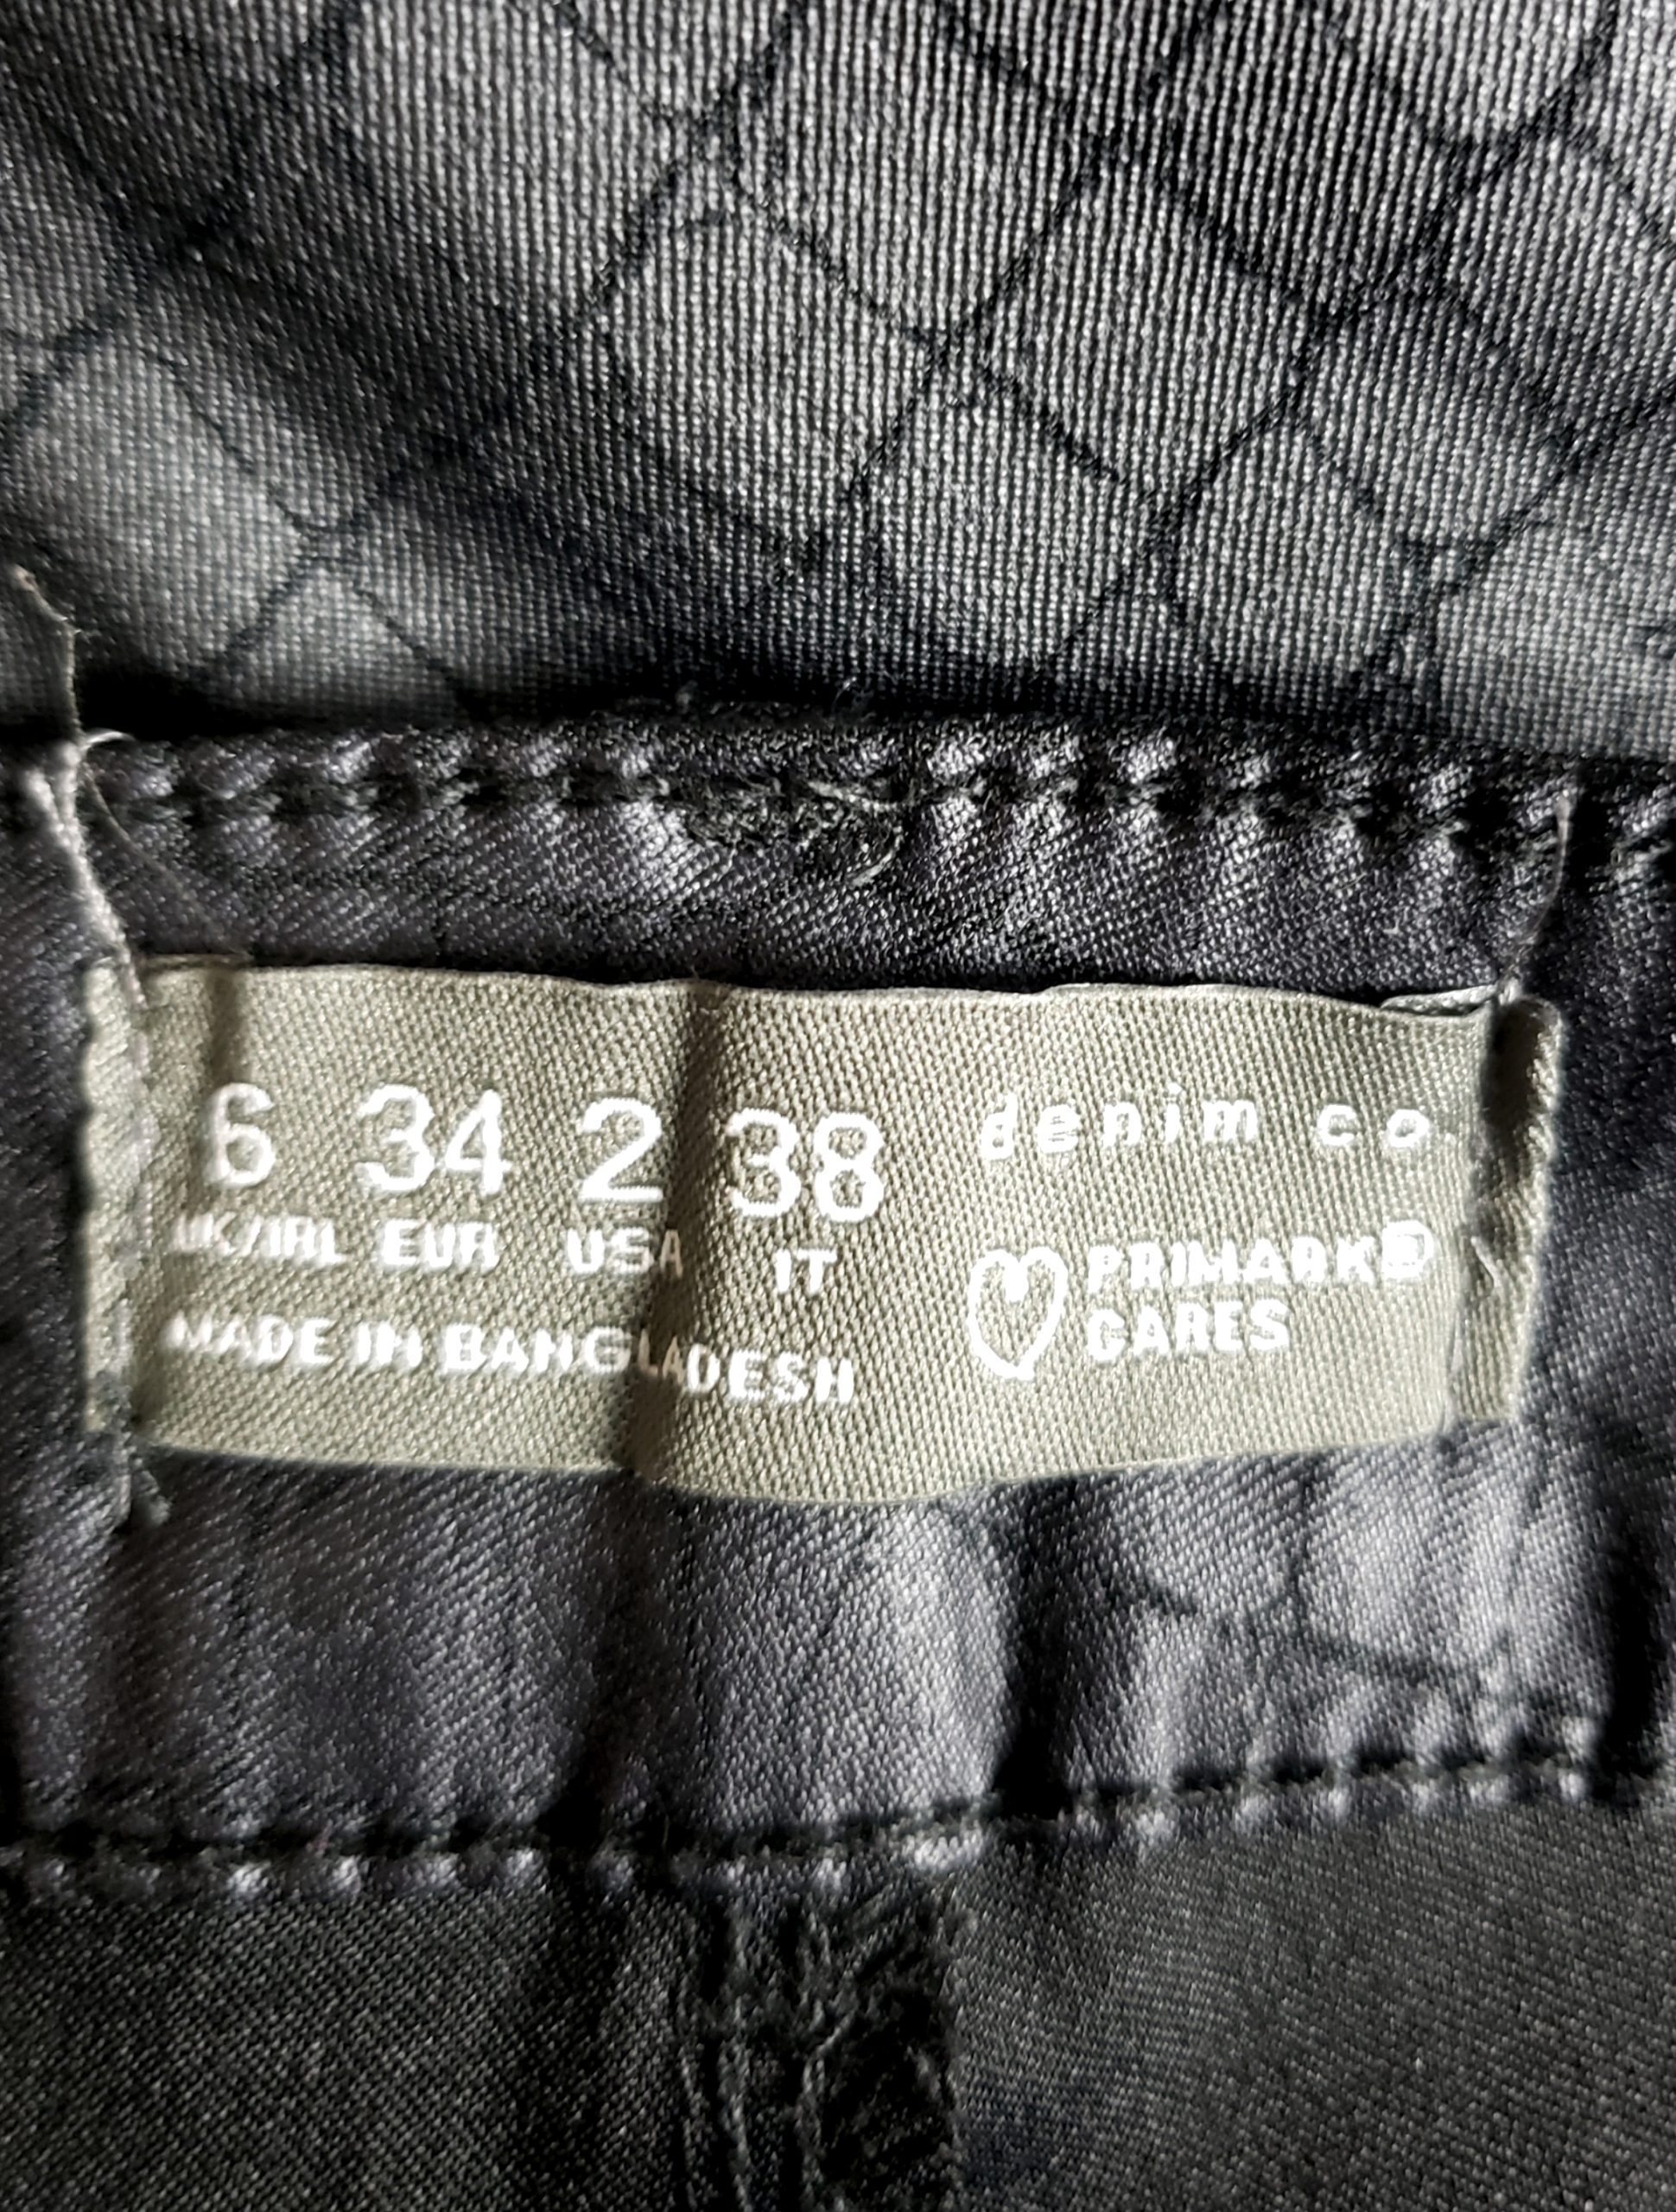 6 34 2 38
UK/IRL EUR USA IT
MADE IN BANGLADESH
denim co.
PRIMARK®
CARES